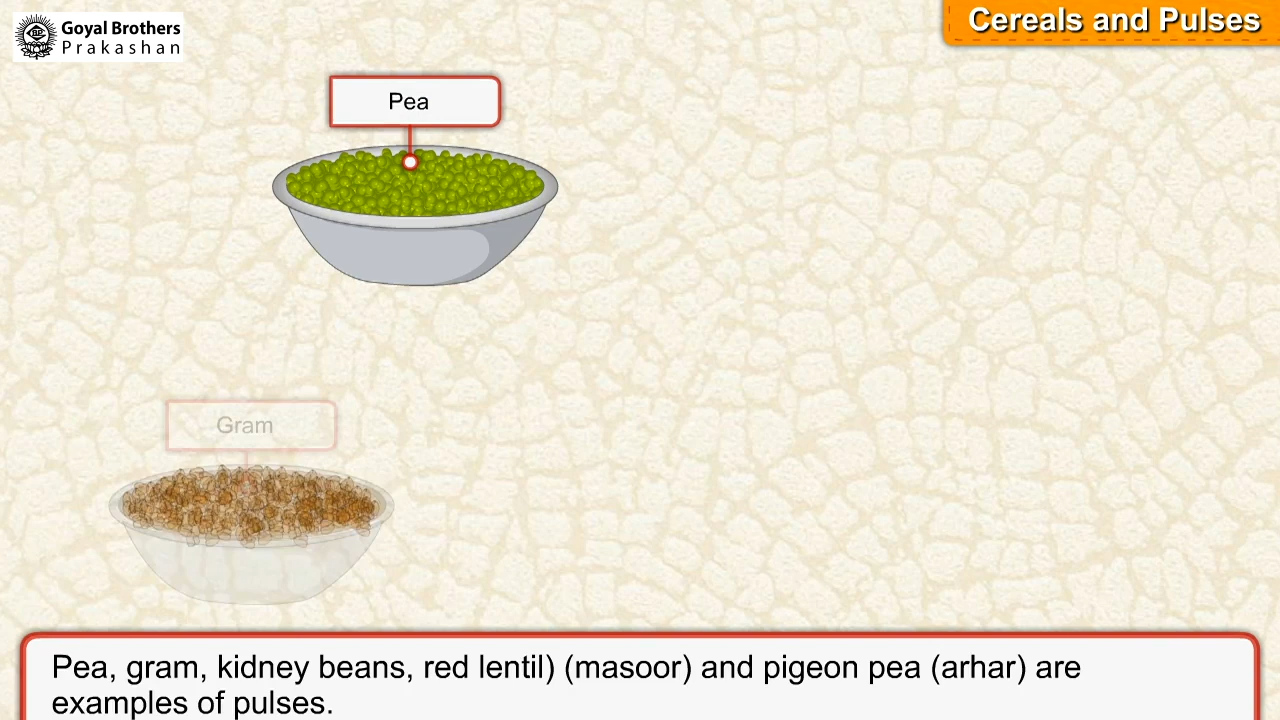 Goyal Brothers
Prakashan
Cereals and Pulses
Pea
Gram
Pea, gram, kidney beans, red lentil) (masoor) and pigeon pea (arhar) are
examples of pulses.